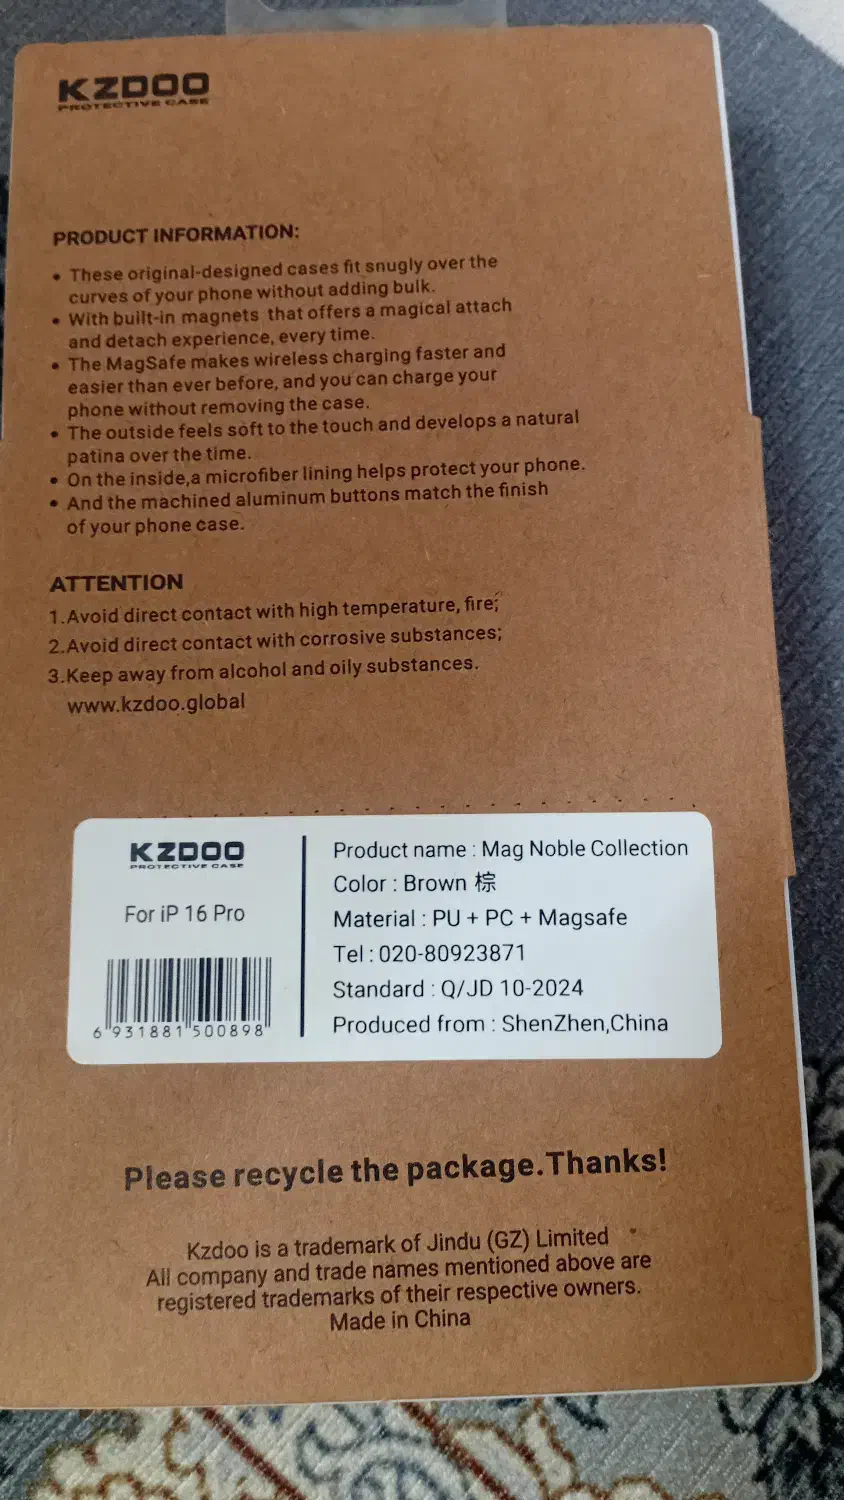 KZDOO
PROTECTIVE CASE
PRODUCT INFORMATION:
• These original-designed cases fit snugly over the
curves of your phone without adding bulk.
• With built-in magnets that offers a magical attach
and detach experience, every time.
• The MagSafe makes wireless charging faster and
easier than ever before, and you can charge your
phone without removing the case.
• The outside feels soft to the touch and develops a natural
patina over the time.
• On the inside,a microfiber lining helps protect your phone.
• And the machined aluminum buttons match the finish
of your phone case.
ATTENTION
1.Avoid direct contact with high temperature, fire;
2.Avoid direct contact with corrosive substances;
3.Keep away from alcohol and oily substances.
www.kzdoo.global
KZDOO
PROTECTIVE CASE
For iP 16 Pro
6 931881 500898
Product name : Mag Noble Collection
Color : Brown 棕
Material : PU + PC + Magsafe
Tel : 020-80923871
Standard : Q/JD 10-2024
Produced from : ShenZhen,China
Please recycle the package.Thanks!
Kzdoo is a trademark of Jindu (GZ) Limited
All company and trade names mentioned above are
registered trademarks of their respective owners.
Made in China